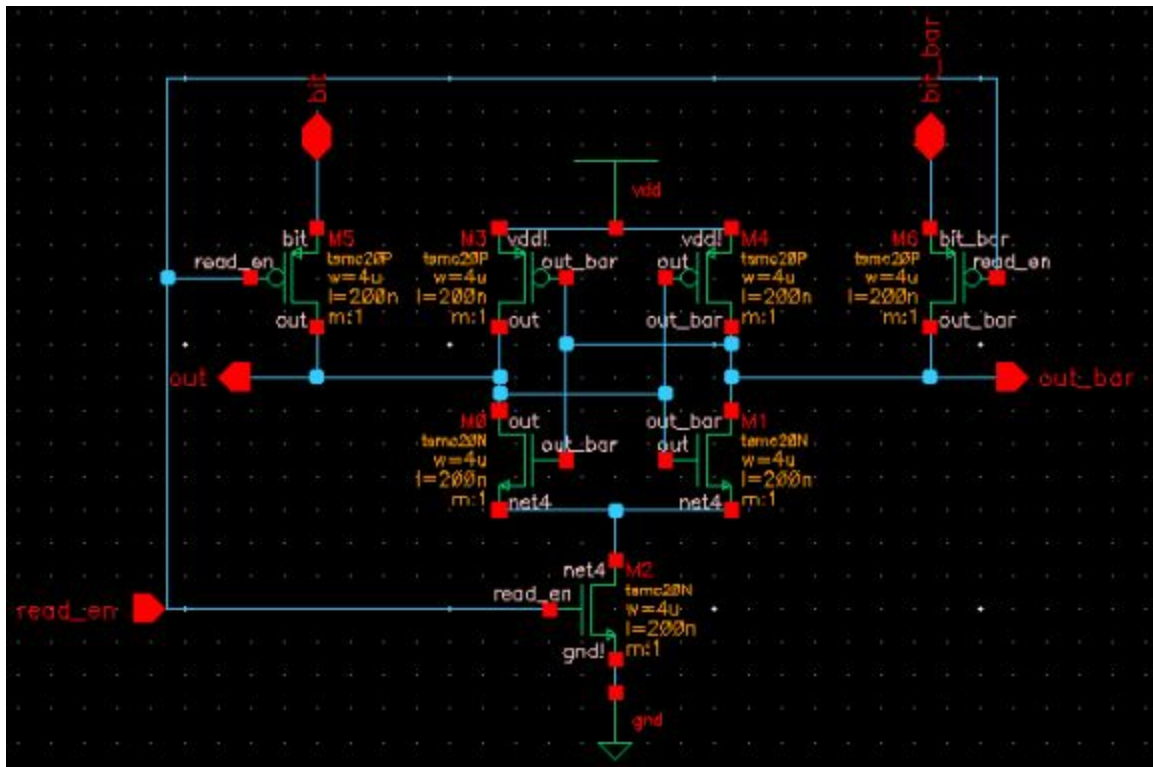 bit
bit_bar
vdd
bit M5
read_en
tsmc20P
w=4u
l=200n
m:1
out
M3 vdd!
tsmc20P
out_bar
w=4u
l=200n
m:1
out
vdd! M4
out
tsmc20P
w=4u
l=200n
out_bar
m:1
M6 bit_bar
tsmc20P
read_en
w=4u
l=200n
m:1
out_bar
out
out_bar
M0 out
tsmc20N
out_bar
w=4u
l=200n
m:1
net4
out_bar M1
out
tsmc20N
w=4u
l=200n
net4
m:1
net4 M2
read_en
tsmc20N
w=4u
l=200n
gnd!
m:1
read_en
gnd